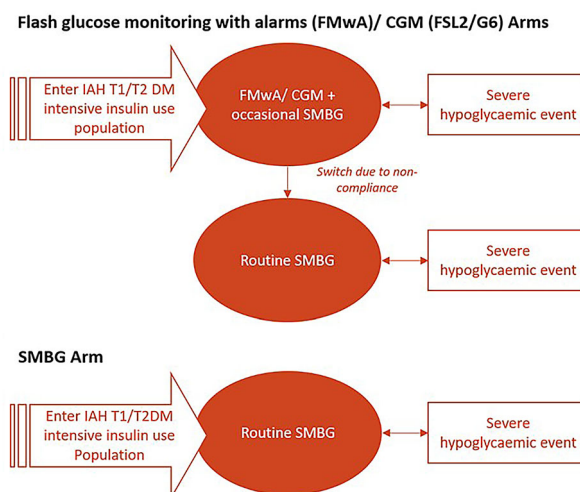 Flash glucose monitoring with alarms (FMwA)/ CGM (FSL2/G6) Arms
Enter IAH T1/T2 DM
intensive insulin use
population
FMwA/ CGM +
occasional SMBG
Severe
hypoglycaemic event
Switch due to non-
compliance
Routine SMBG
Severe
hypoglycaemic event
SMBG Arm
Enter IAH T1/T2DM
intensive insulin use
Population
Routine SMBG
Severe
hypoglycaemic event